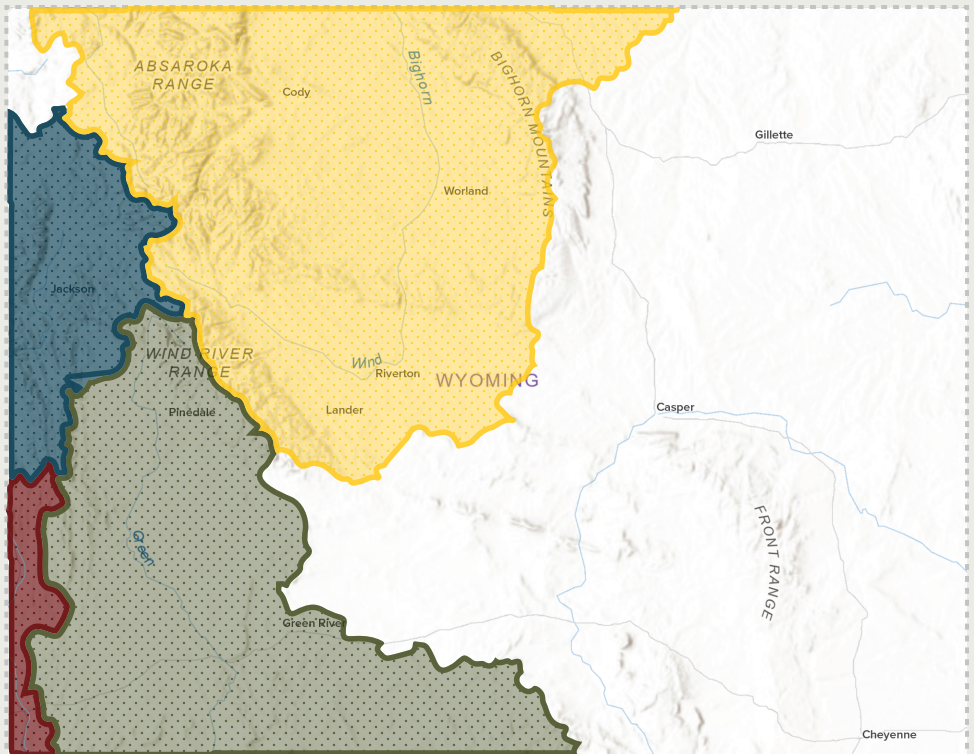 ABSAROKA
RANGE
Cody
Bighorn
BIGHORN MOUNTAINS
Gillette
Worland
Jackson
WIND RIVER
RANGE
Wind
Riverton
WYOMING
Pinedale
Lander
Casper
Green
FRONT RANGE
Green River
Cheyenne